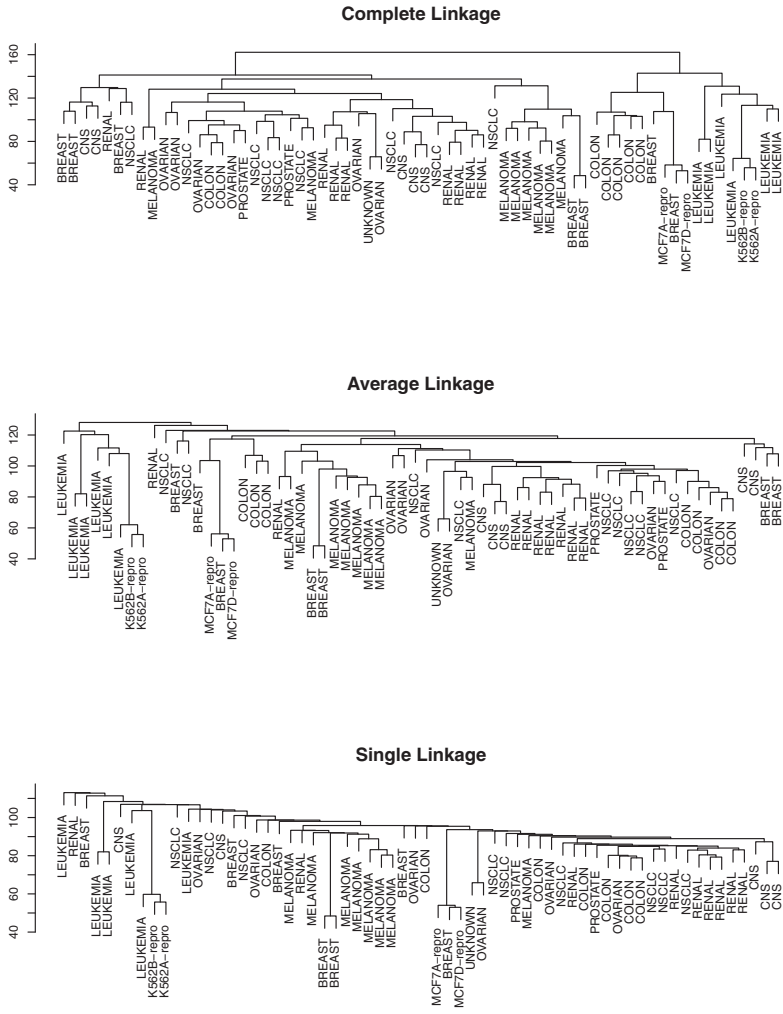 Complete Linkage
160
120
80
40
BREAST
BREAST
CNS
CNS
RENAL
BREAST
NSCLC
RENAL
MELANOMA
OVARIAN
OVARIAN
NSCLC
OVARIAN
COLON
COLON
OVARIAN
PROSTATE
NSCLC
NSCLC
NSCLC
PROSTATE
NSCLC
MELANOMA
RENAL
RENAL
RENAL
OVARIAN
UNKNOWN
OVARIAN
NSCLC
CNS
CNS
CNS
NSCLC
RENAL
RENAL
RENAL
RENAL
NSCLC
MELANOMA
MELANOMA
MELANOMA
MELANOMA
MELANOMA
MELANOMA
BREAST
BREAST
COLON
COLON
COLON
COLON
COLON
BREAST
MCF7A-repro
BREAST
MCF7D-repro
LEUKEMIA
LEUKEMIA
LEUKEMIA
LEUKEMIA
K562B-repro
K562A-repro
LEUKEMIA
LEUKEMIA
Average Linkage
120
100
80
60
40
LEUKEMIA
LEUKEMIA
LEUKEMIA
LEUKEMIA
LEUKEMIA
LEUKEMIA
K562B-repro
K562A-repro
RENAL
NSCLC
BREAST
NSCLC
BREAST
MCF7A-repro
BREAST
MCF7D-repro
COLON
COLON
COLON
RENAL
MELANOMA
MELANOMA
BREAST
BREAST
MELANOMA
MELANOMA
MELANOMA
MELANOMA
MELANOMA
OVARIAN
OVARIAN
NSCLC
OVARIAN
UNKNOWN
OVARIAN
NSCLC
MELANOMA
CNS
CNS
CNS
RENAL
RENAL
RENAL
RENAL
RENAL
RENAL
RENAL
PROSTATE
NSCLC
NSCLC
NSCLC
NSCLC
OVARIAN
PROSTATE
NSCLC
COLON
COLON
OVARIAN
COLON
COLON
CNS
CNS
BREAST
BREAST
Single Linkage
100
80
60
40
LEUKEMIA
RENAL
BREAST
LEUKEMIA
LEUKEMIA
CNS
LEUKEMIA
LEUKEMIA
K562B-repro
K562A-repro
NSCLC
LEUKEMIA
OVARIAN
NSCLC
CNS
BREAST
NSCLC
OVARIAN
COLON
BREAST
MELANOMA
RENAL
MELANOMA
BREAST
BREAST
MELANOMA
MELANOMA
MELANOMA
MELANOMA
MELANOMA
BREAST
OVARIAN
COLON
MCF7A-repro
BREAST
MCF7D-repro
UNKNOWN
OVARIAN
NSCLC
NSCLC
PROSTATE
MELANOMA
COLON
OVARIAN
NSCLC
RENAL
COLON
PROSTATE
COLON
OVARIAN
COLON
COLON
NSCLC
NSCLC
RENAL
NSCLC
RENAL
RENAL
RENAL
RENAL
RENAL
CNS
CNS
CNS